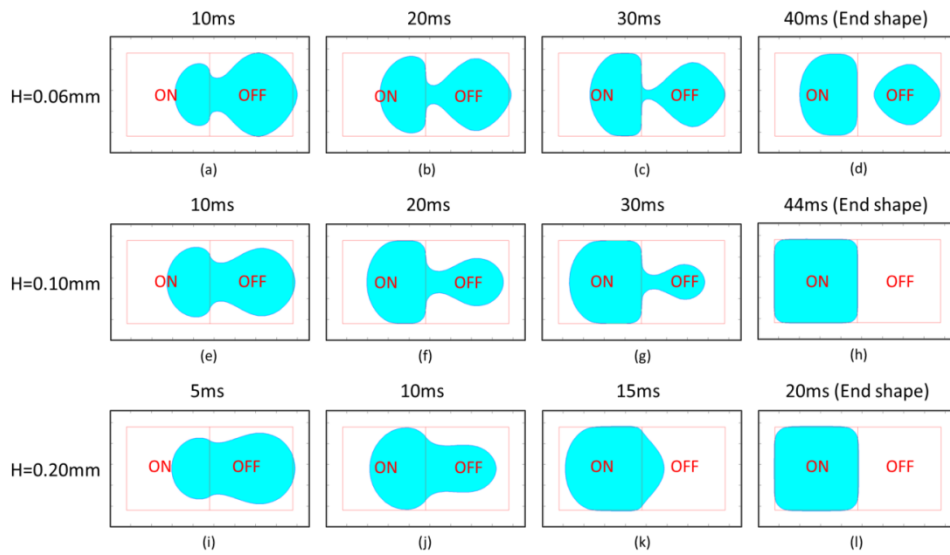 10ms 20ms 30ms 40ms (End shape)
H=0.06mm ON OFF ON OFF ON OFF ON OFF
(a) (b) (c) (d)
10ms 20ms 30ms 44ms (End shape)
H=0.10mm ON OFF ON OFF ON OFF ON OFF
(e) (f) (g) (h)
5ms 10ms 15ms 20ms (End shape)
H=0.20mm ON OFF ON OFF ON OFF ON OFF
(i) (j) (k) (l)